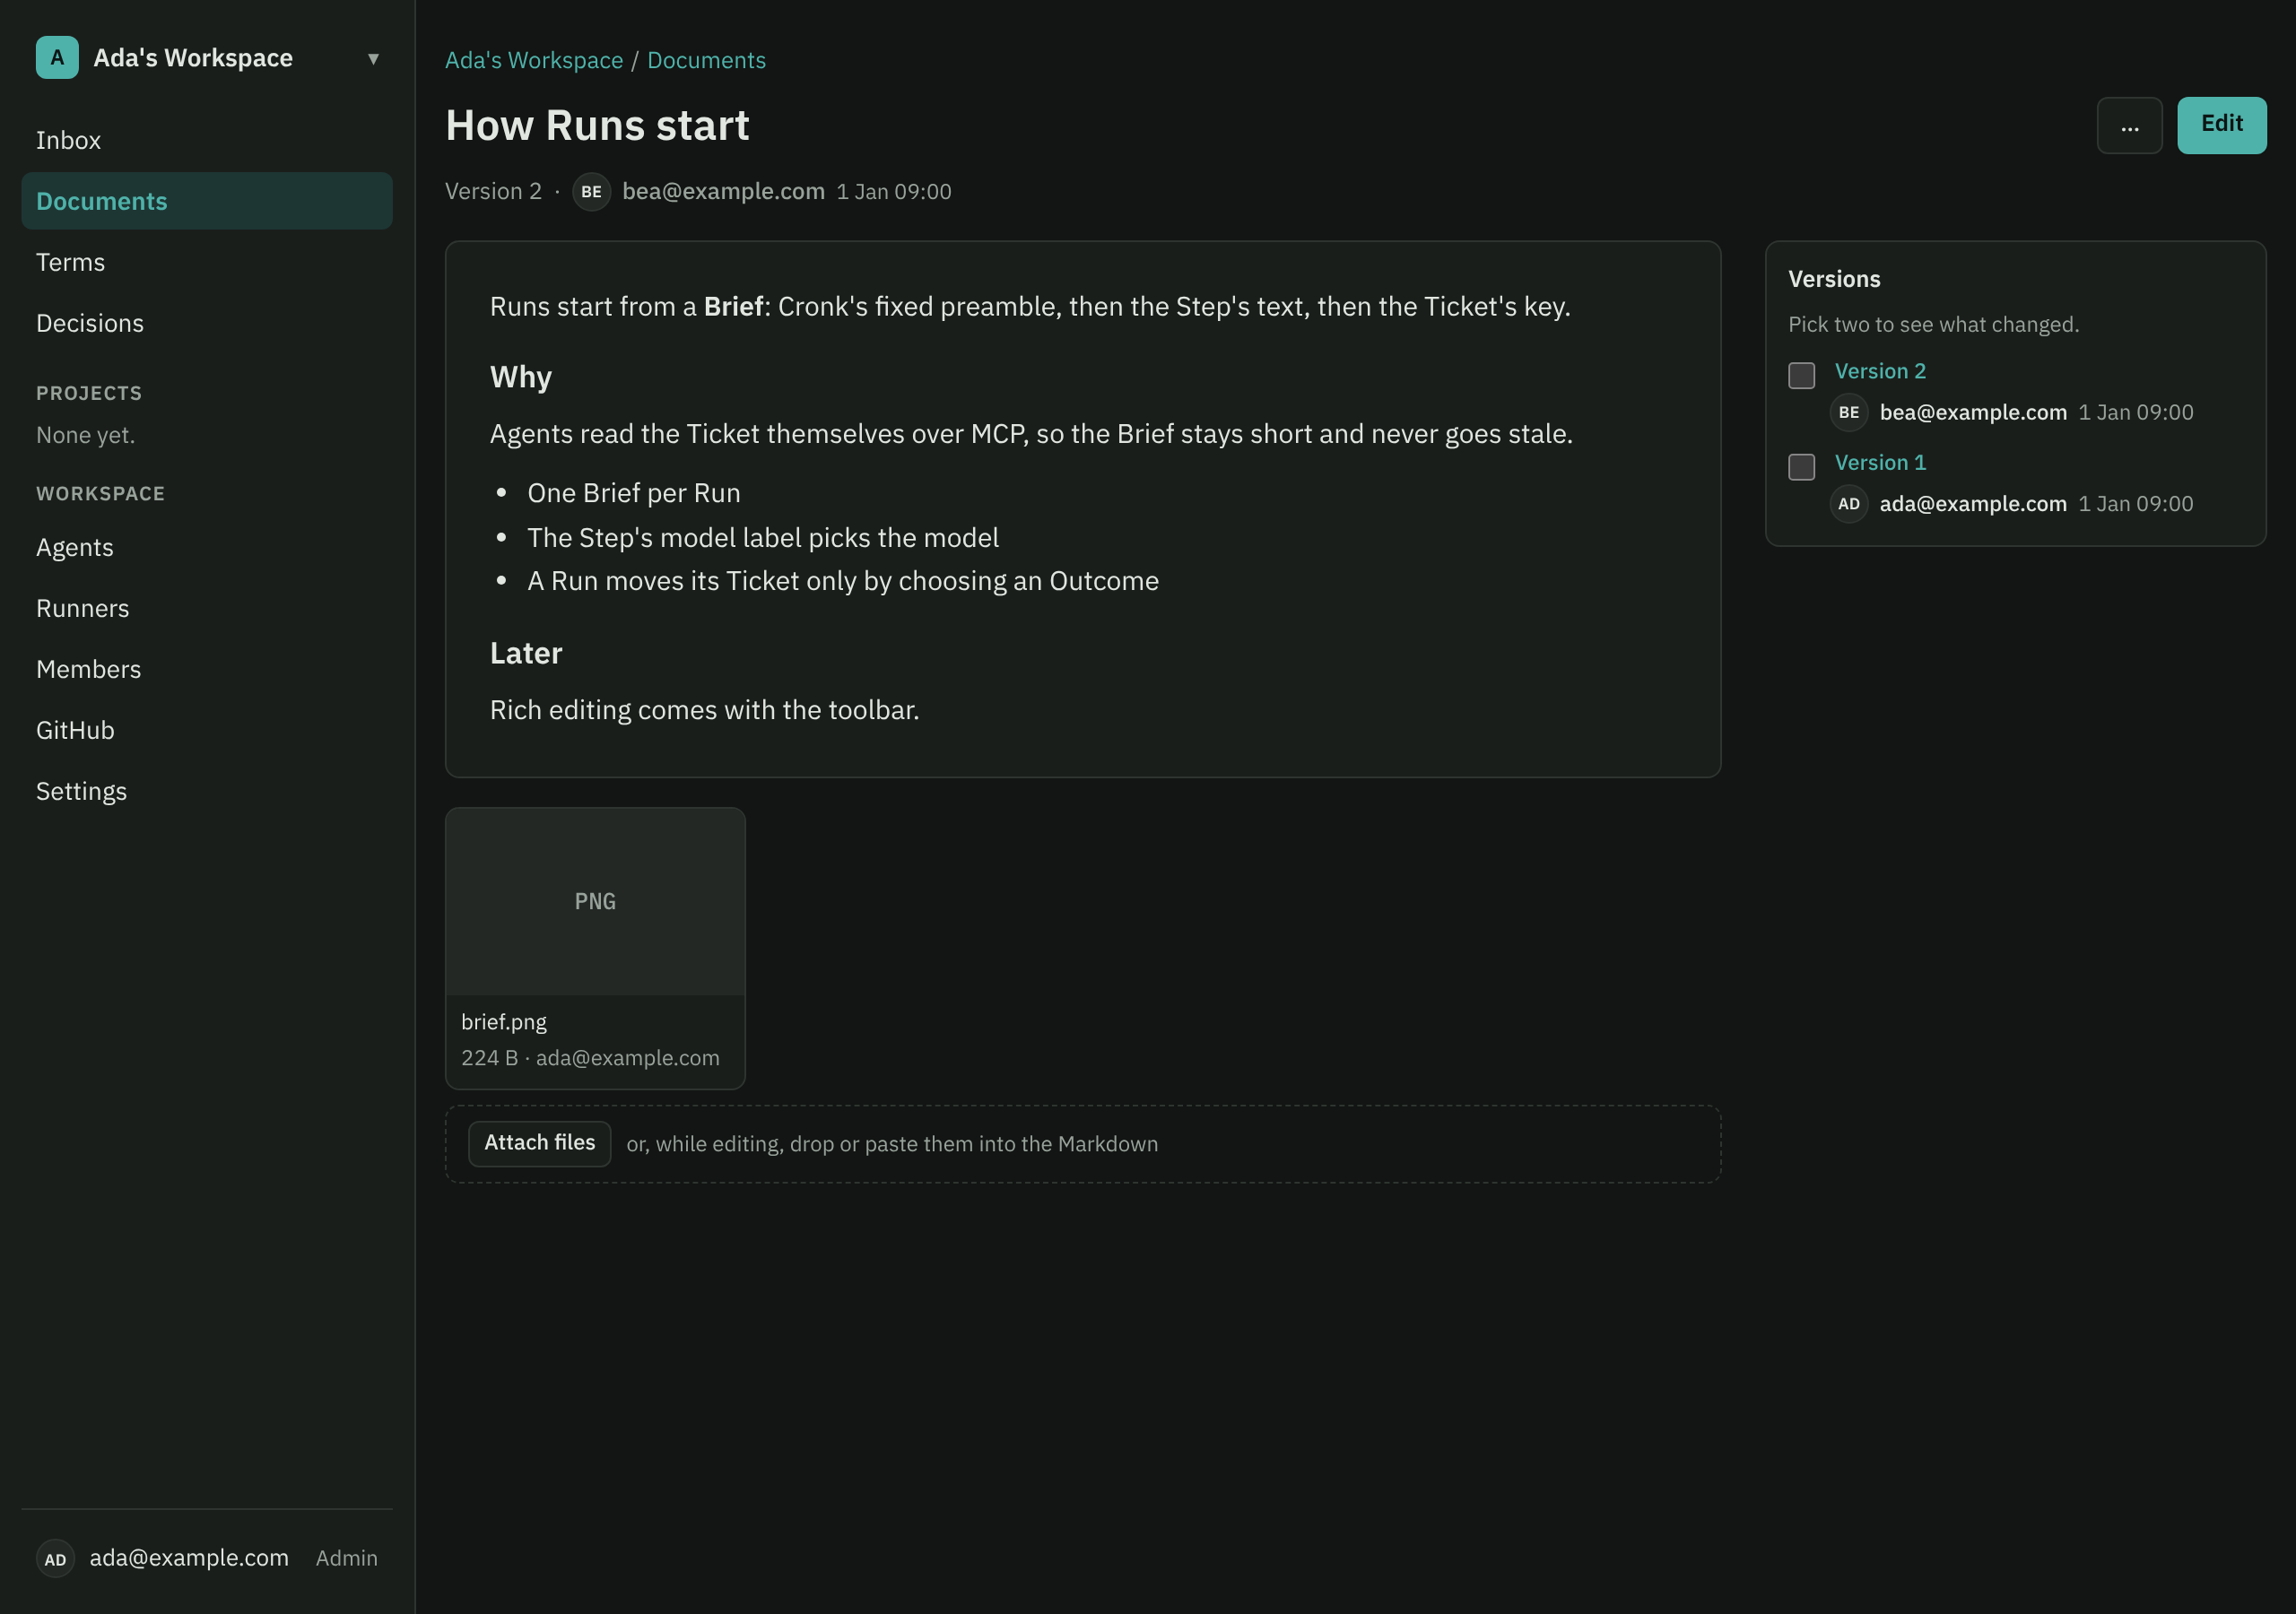 A Ada's Workspace ▼
Inbox
Documents
Terms
Decisions
PROJECTS
None yet.
WORKSPACE
Agents
Runners
Members
GitHub
Settings
AD ada@example.com Admin
Ada's Workspace / Documents
How Runs start
... Edit
Version 2 · BE bea@example.com 1 Jan 09:00
Runs start from a Brief: Cronk's fixed preamble, then the Step's text, then the Ticket's key.
Why
Agents read the Ticket themselves over MCP, so the Brief stays short and never goes stale.
• One Brief per Run
• The Step's model label picks the model
• A Run moves its Ticket only by choosing an Outcome
Later
Rich editing comes with the toolbar.
PNG
brief.png
224 B · ada@example.com
Attach files or, while editing, drop or paste them into the Markdown
Versions
Pick two to see what changed.
Version 2
BE bea@example.com 1 Jan 09:00
Version 1
AD ada@example.com 1 Jan 09:00